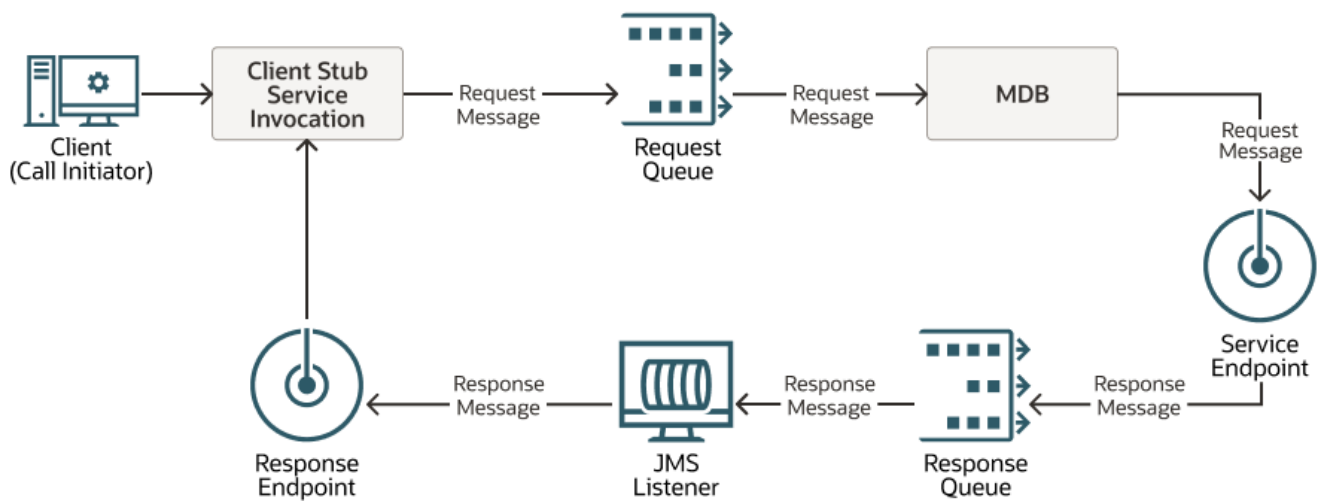 Client
(Call Initiator)
Client Stub
Service
Invocation
Request
Message
Request
Queue
Request
Message
MDB
Request
Message
Service
Endpoint
Response
Message
Response
Queue
Response
Message
JMS
Listener
Response
Message
Response
Endpoint